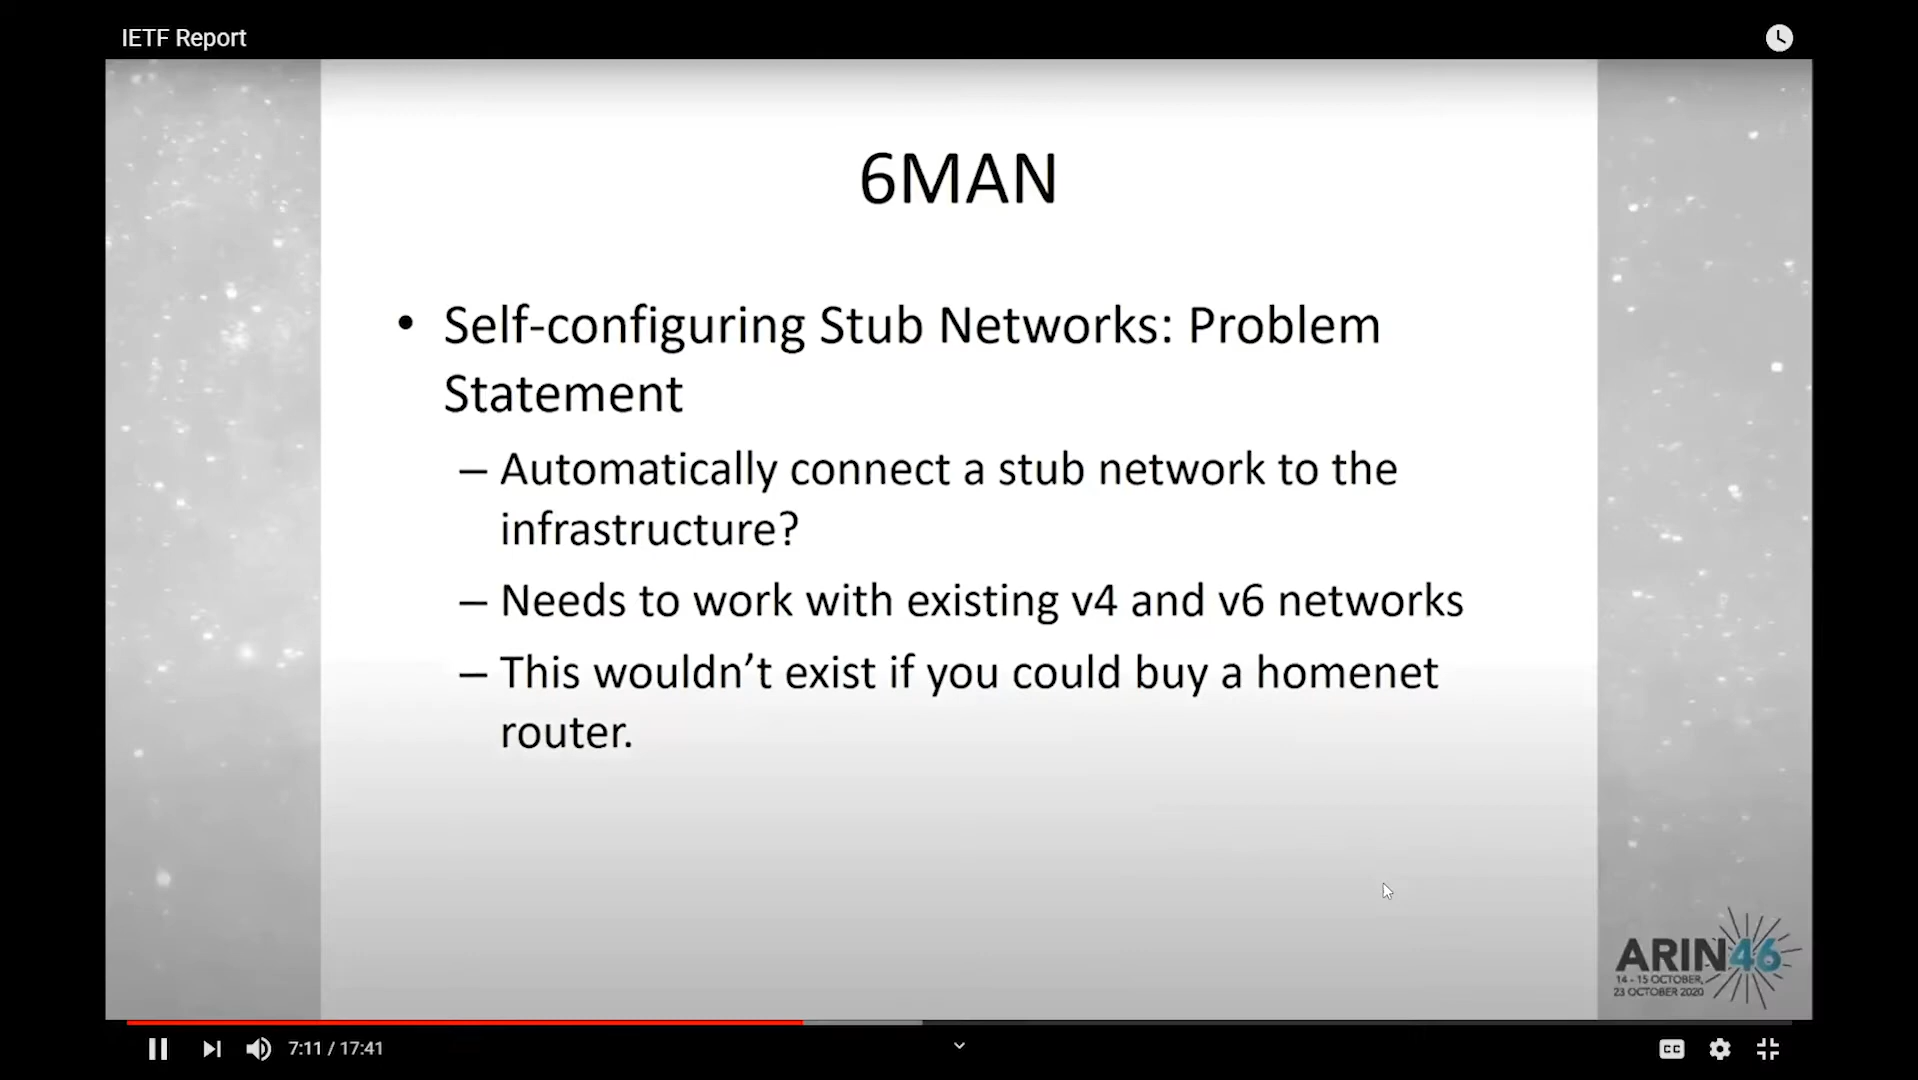 IETF Report
6MAN
• Self-configuring Stub Networks: Problem
Statement
– Automatically connect a stub network to the
infrastructure?
– Needs to work with existing v4 and v6 networks
– This wouldn’t exist if you could buy a homenet
router.
ARIN46
14 - 15 OCTOBER,
23 OCTOBER 2020
7:11 / 17:41
CC